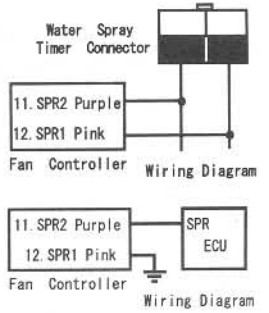 Water Spray
Timer Connector
11. SPR2 Purple
12. SPR1 Pink
Fan Controller
Wiring Diagram
11. SPR2 Purple
12. SPR1 Pink
SPR
ECU
Fan Controller
Wiring Diagram